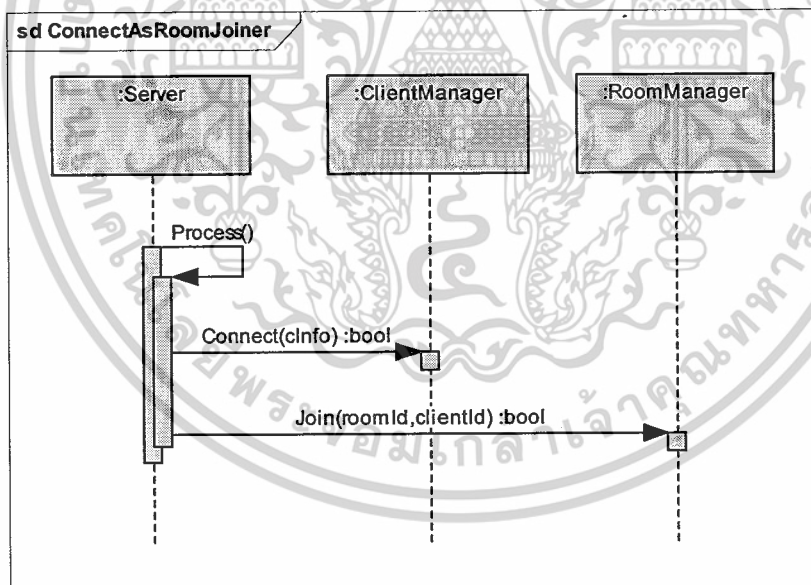 sd ConnectAsRoomJoiner
:Server
:ClientManager
:RoomManager
Process()
Connect(cInfo) :bool
Join(roomId,clientId) :bool